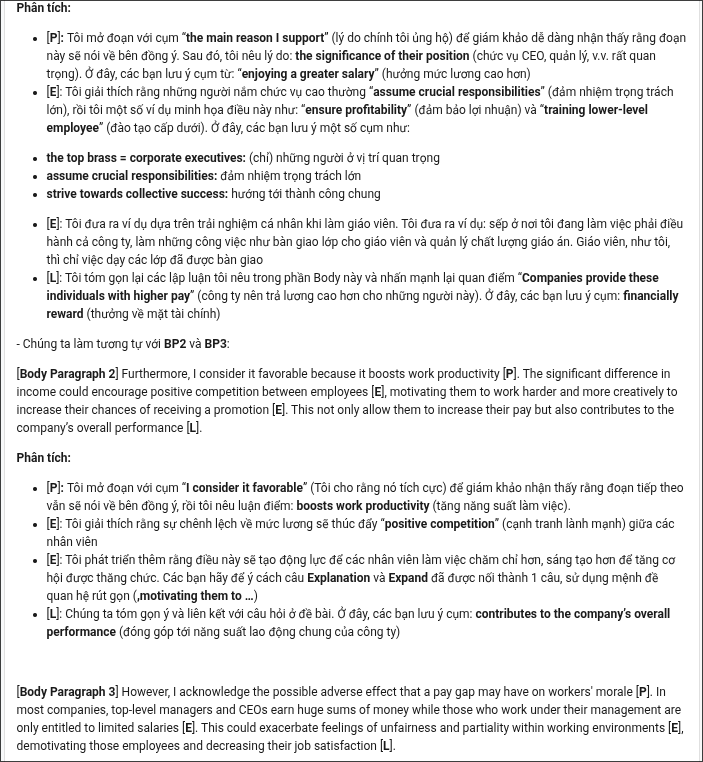 Phân tích:
[P]: Tôi mở đoạn với cụm “the main reason I support” (lý do chính tôi ủng hộ) để giám khảo dễ dàng nhận thấy rằng đoạn
này sẽ nói về bên đồng ý. Sau đó, tôi nêu lý do: the significance of their position (chức vụ CEO, quản lý, v.v. rất quan
trọng). Ở đây, các bạn lưu ý cụm từ: “enjoying a greater salary” (hưởng mức lương cao hơn)
[E]: Tôi giải thích rằng những người nắm chức vụ cao thường “assume crucial responsibilities” (đảm nhiệm trọng trách
lớn), rồi tôi một số ví dụ minh họa điều này như: “ensure profitability” (đảm bảo lợi nhuận) và “training lower-level
employee” (đào tạo cấp dưới). Ở đây, các bạn lưu ý một số cụm như:
the top brass = corporate executives: (chỉ) những người ở vị trí quan trọng
assume crucial responsibilities: đảm nhiệm trọng trách lớn
strive towards collective success: hướng tới thành công chung
[E]: Tôi đưa ra ví dụ dựa trên trải nghiệm cá nhân khi làm giáo viên. Tôi đưa ra ví dụ: sếp ở nơi tôi đang làm việc phải điều
hành cả công ty, làm những công việc như bàn giao lớp cho giáo viên và quản lý chất lượng giáo án. Giáo viên, như tôi,
thì chỉ việc dạy các lớp đã được bàn giao
[L]: Tôi tóm gọn lại các lập luận tôi nêu trong phần Body này và nhấn mạnh lại quan điểm “Companies provide these
individuals with higher pay” (công ty nên trả lương cao hơn cho những người này). Ở đây, các bạn lưu ý cụm: financially
reward (thưởng về mặt tài chính)
- Chúng ta làm tương tự với BP2 và BP3:
[Body Paragraph 2] Furthermore, I consider it favorable because it boosts work productivity [P]. The significant difference in
income could encourage positive competition between employees [E], motivating them to work harder and more creatively to
increase their chances of receiving a promotion [E]. This not only allow them to increase their pay but also contributes to the
company’s overall performance [L].
Phân tích:
[P]: Tôi mở đoạn với cụm “I consider it favorable” (Tôi cho rằng nó tích cực) để giám khảo nhận thấy rằng đoạn tiếp theo
vẫn sẽ nói về bên đồng ý, rồi tôi nêu luận điểm: boosts work productivity (tăng năng suất làm việc).
[E]: Tôi giải thích rằng sự chênh lệch về mức lương sẽ thúc đẩy “positive competition” (cạnh tranh lành mạnh) giữa các
nhân viên
[E]: Tôi phát triển thêm rằng điều này sẽ tạo động lực để các nhân viên làm việc chăm chỉ hơn, sáng tạo hơn để tăng cơ
hội được thăng chức. Các bạn hãy để ý cách câu Explanation và Expand đã được nối thành 1 câu, sử dụng mệnh đề
quan hệ rút gọn (,motivating them to …)
[L]: Chúng ta tóm gọn ý và liên kết với câu hỏi ở đề bài. Ở đây, các bạn lưu ý cụm: contributes to the company’s overall
performance (đóng góp tới năng suất lao động chung của công ty)
[Body Paragraph 3] However, I acknowledge the possible adverse effect that a pay gap may have on workers' morale [P]. In
most companies, top-level managers and CEOs earn huge sums of money while those who work under their management are
only entitled to limited salaries [E]. This could exacerbate feelings of unfairness and partiality within working environments [E],
demotivating those employees and decreasing their job satisfaction [L].